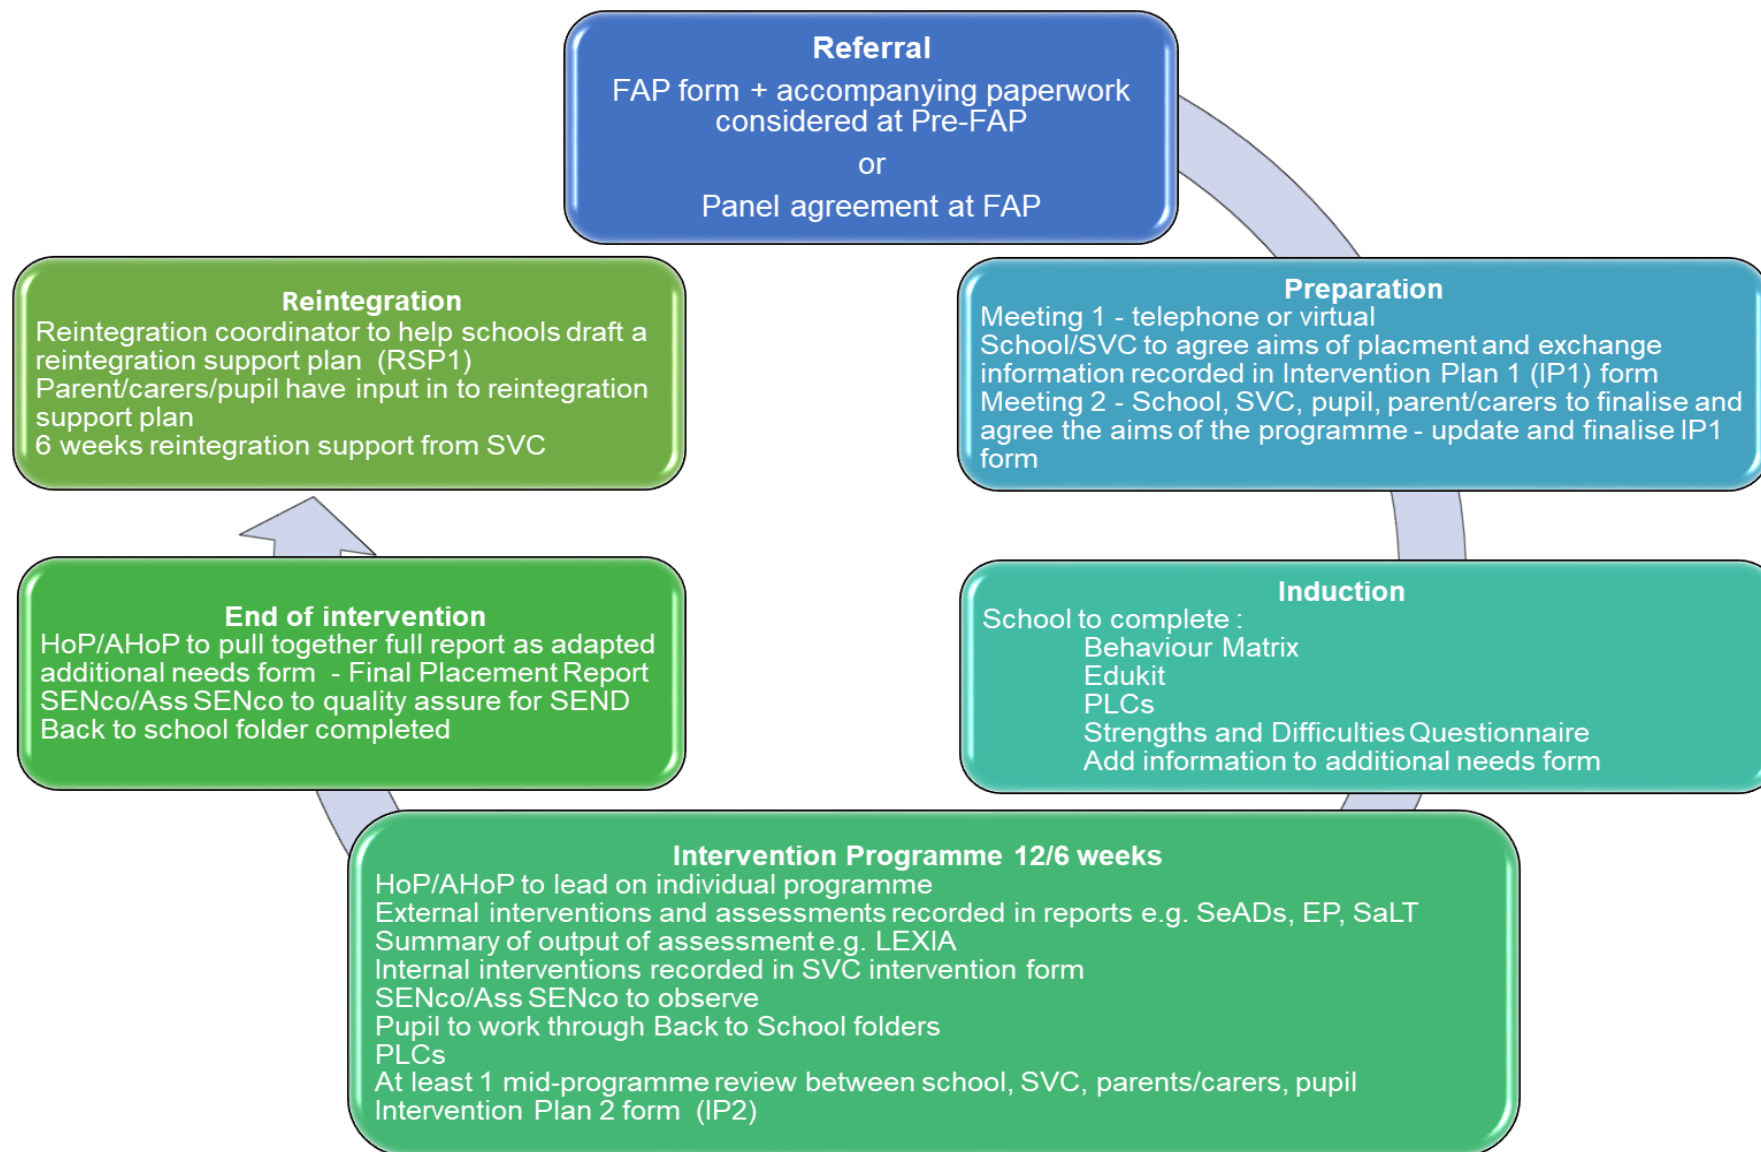 Referral
FAP form + accompanying paperwork
considered at Pre-FAP
or
Panel agreement at FAP
Preparation
Meeting 1 - telephone or virtual
School/SVC to agree aims of placment and exchange
information recorded in Intervention Plan 1 (IP1) form
Meeting 2 - School, SVC, pupil, parent/carers to finalise and
agree the aims of the programme - update and finalise IP1
form
Induction
School to complete :
Behaviour Matrix
Edukit
PLCs
Strengths and Difficulties Questionnaire
Add information to additional needs form
Intervention Programme 12/6 weeks
HoP/AHoP to lead on individual programme
External interventions and assessments recorded in reports e.g. SeADs, EP, SaLT
Summary of output of assessment e.g. LEXIA
Internal interventions recorded in SVC intervention form
SENco/Ass SENco to observe
Pupil to work through Back to School folders
PLCs
At least 1 mid-programme review between school, SVC, parents/carers, pupil
Intervention Plan 2 form (IP2)
End of intervention
HoP/AHoP to pull together full report as adapted
additional needs form - Final Placement Report
SENco/Ass SENco to quality assure for SEND
Back to school folder completed
Reintegration
Reintegration coordinator to help schools draft a
reintegration support plan (RSP1)
Parent/carers/pupil have input in to reintegration
support plan
6 weeks reintegration support from SVC